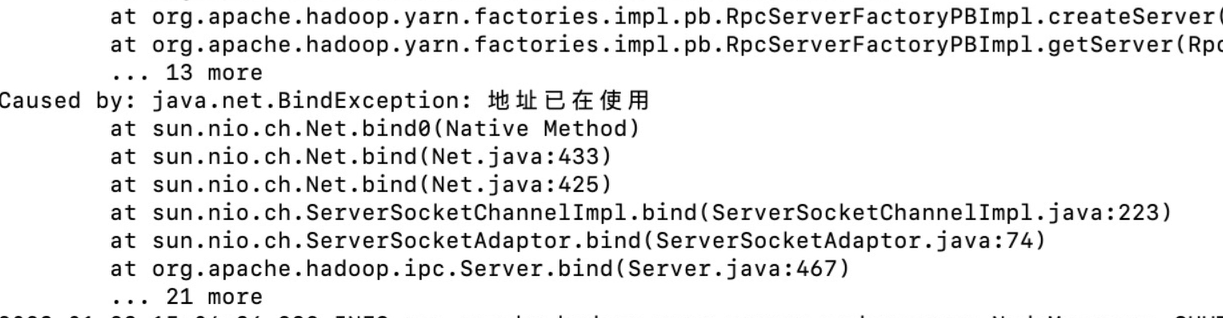 at org.apache.hadoop.yarn.factories.impl.pb.RpcServerFactoryPBImpl.createServer(
at org.apache.hadoop.yarn.factories.impl.pb.RpcServerFactoryPBImpl.getServer(Rpc
... 13 more
Caused by: java.net.BindException: 地址已在使用
at sun.nio.ch.Net.bind0(Native Method)
at sun.nio.ch.Net.bind(Net.java:433)
at sun.nio.ch.Net.bind(Net.java:425)
at sun.nio.ch.ServerSocketChannelImpl.bind(ServerSocketChannelImpl.java:223)
at sun.nio.ch.ServerSocketAdaptor.bind(ServerSocketAdaptor.java:74)
at org.apache.hadoop.ipc.Server.bind(Server.java:467)
... 21 more